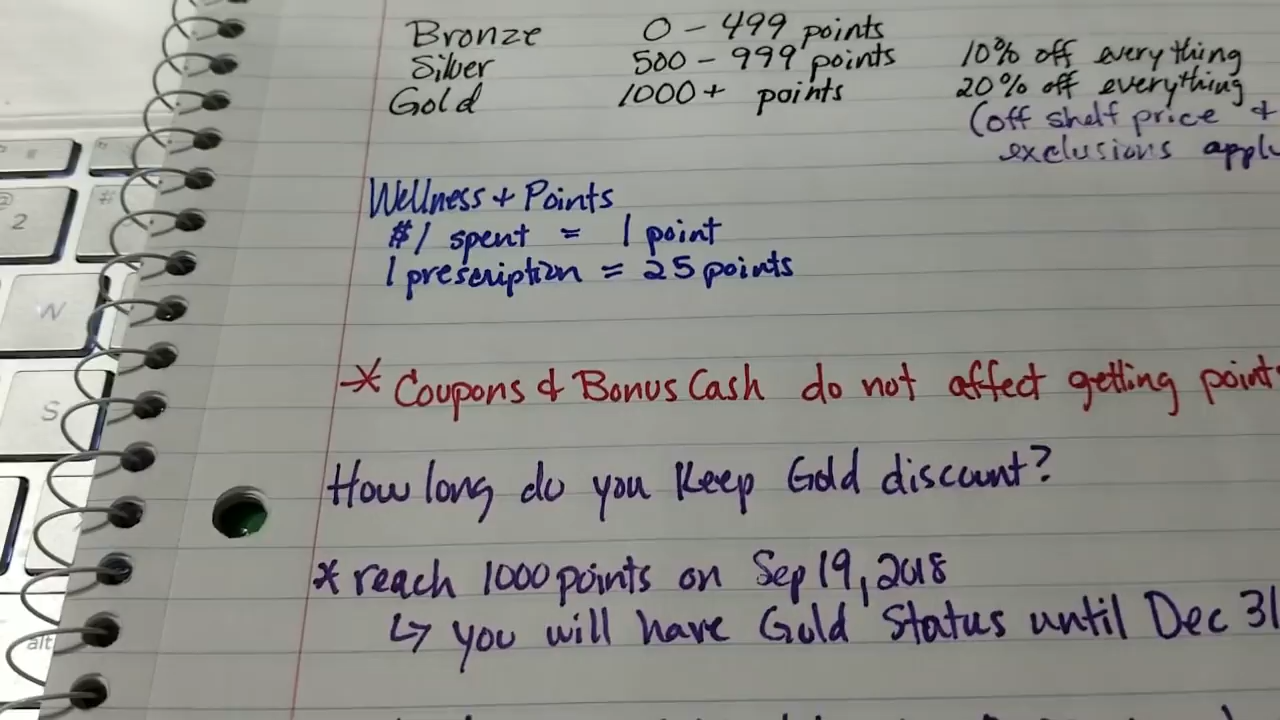 Bronze 0 - 499 points
Silver 500 - 999 points 10% off everything
Gold 1000+ points 20% off everything
(off shelf price +
exclusions apply
Wellness + Points
$1 spent = 1 point
1 prescription = 25 points
* Coupons & Bonus Cash do not affect getting points
How long do you Keep Gold discount?
* reach 1000 points on Sep 19, 2018
↳ you will have Gold Status until Dec 31
@
2
#
W
S
alt